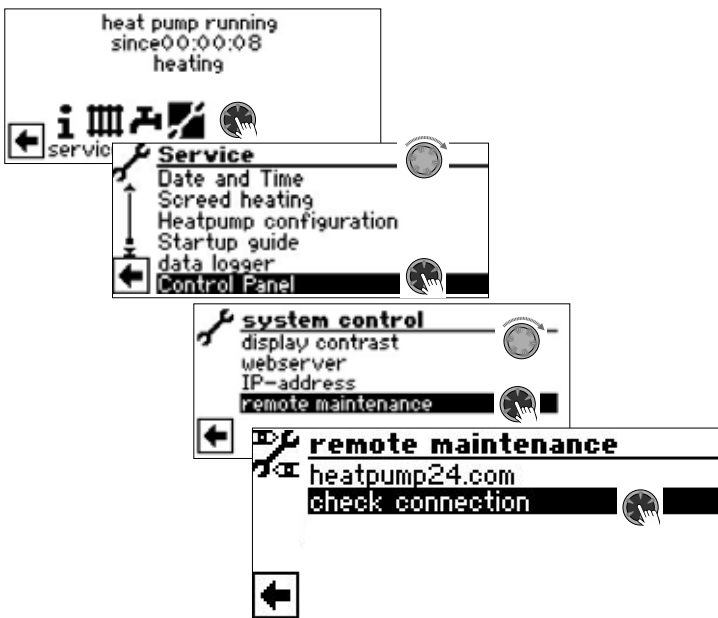 heat pump running
since00:00:08
heating
servic
Service
Date and Time
Screed heating
Heatpump configuration
Startup guide
data logger
Control Panel
system control
display contrast
webserver
IP-address
remote maintenance
remote maintenance
heatpump24.com
check connection